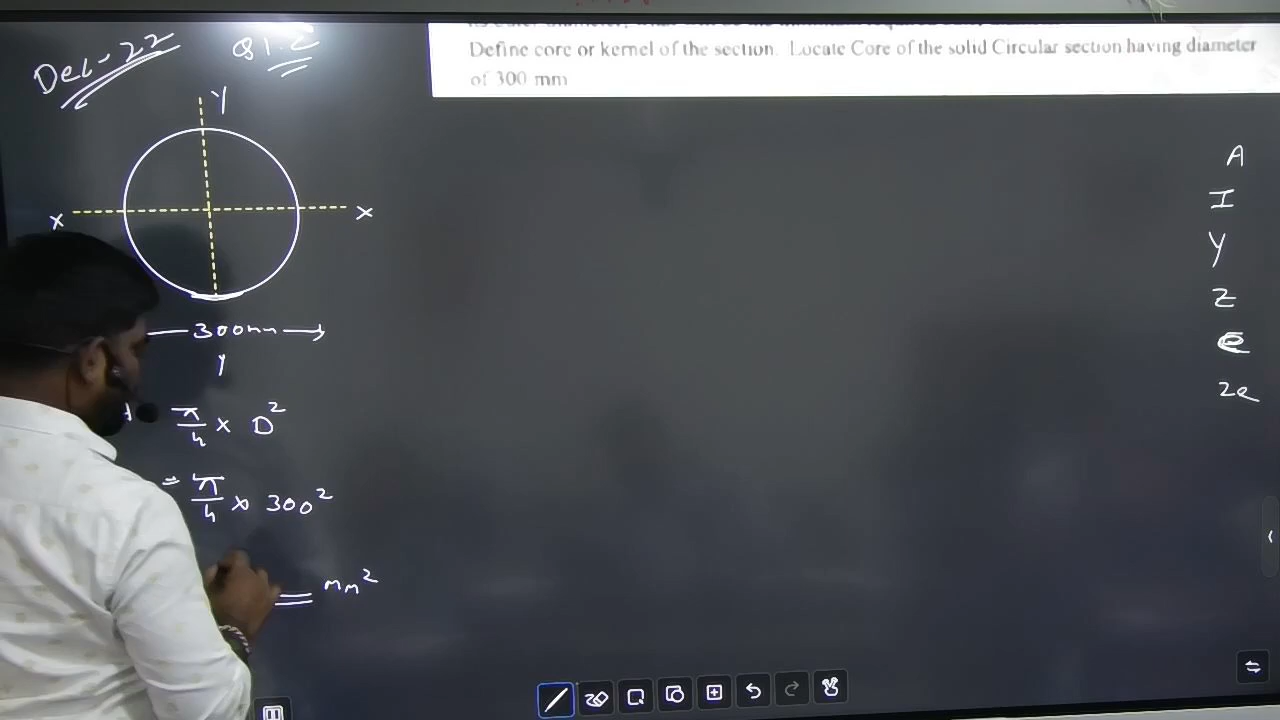 Dec-22
Q1.2
Define core or kernel of the section. Locate Core of the solid Circular section having diameter
of 300 mm
Y
X
X
300mm
Y
A
π/4 × D²
= π/4 × 300²
mm²
A
I
Y
Z
e
2e